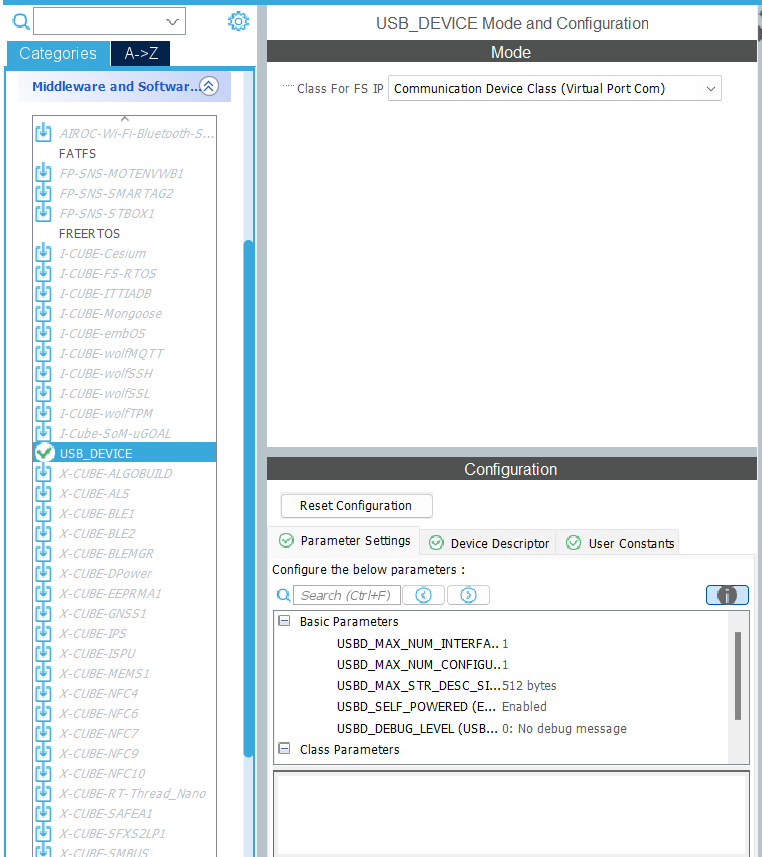 Categories
A->Z
Middleware and Softwar...
AIROC-Wi-Fi-Bluetooth-S...
FATFS
FP-SNS-MOTENVWB1
FP-SNS-SMARTAG2
FP-SNS-STBOX1
FREERTOS
I-CUBE-Cesium
I-CUBE-FS-RTOS
I-CUBE-ITTIADB
I-CUBE-Mongoose
I-CUBE-embOS
I-CUBE-wolfMQTT
I-CUBE-wolfSSH
I-CUBE-wolfSSL
I-CUBE-wolfTPM
I-Cube-SoM-uGOAL
USB_DEVICE
X-CUBE-ALGOBUILD
X-CUBE-ALS
X-CUBE-BLE1
X-CUBE-BLE2
X-CUBE-BLEMGR
X-CUBE-DPower
X-CUBE-EEPRMA1
X-CUBE-GNSS1
X-CUBE-IPS
X-CUBE-ISPU
X-CUBE-MEMS1
X-CUBE-NFC4
X-CUBE-NFC6
X-CUBE-NFC7
X-CUBE-NFC9
X-CUBE-NFC10
X-CUBE-RT-Thread_Nano
X-CUBE-SAFEA1
X-CUBE-SFXS2LP1
X-CUBE-SMBUS
USB_DEVICE Mode and Configuration
Mode
Class For FS IP Communication Device Class (Virtual Port Com)
Configuration
Reset Configuration
Parameter Settings Device Descriptor User Constants
Configure the below parameters :
Search (Ctrl+F)
Basic Parameters
USBD_MAX_NUM_INTERFA.. 1
USBD_MAX_NUM_CONFIGU.. 1
USBD_MAX_STR_DESC_SI... 512 bytes
USBD_SELF_POWERED (E... Enabled
USBD_DEBUG_LEVEL (USB... 0: No debug message
Class Parameters